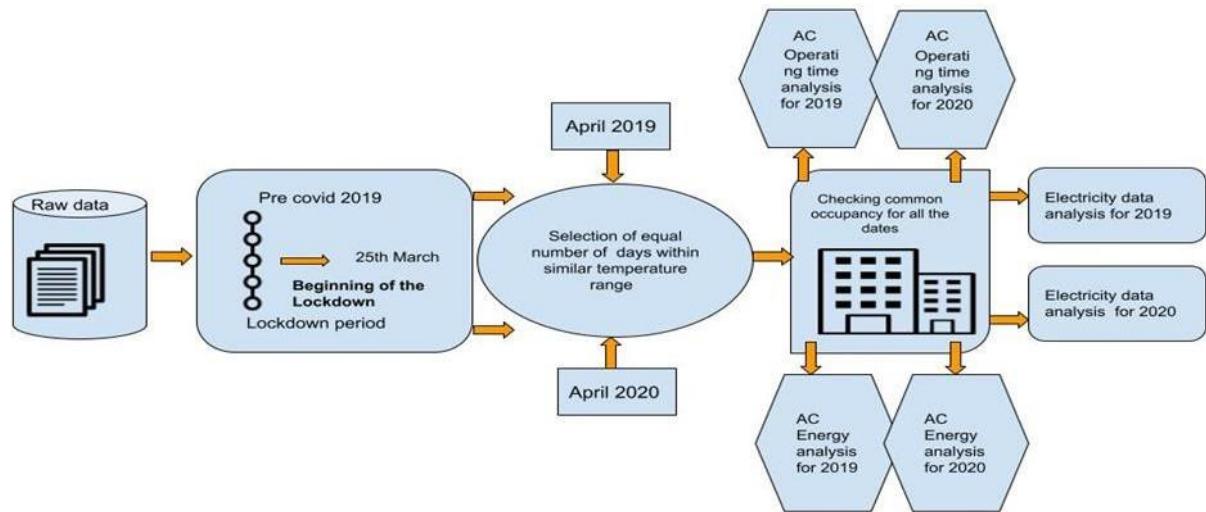 Raw data
Pre covid 2019
25th March
Beginning of the
Lockdown
Lockdown period
April 2019
Selection of equal
number of  days within
similar temperature
range
April 2020
Checking common
occupancy for all the
dates
AC
Operati
ng time
analysis
for 2019
AC
Operati
ng time
analysis
for 2020
Electricity data
analysis for 2019
Electricity data
analysis  for 2020
AC
Energy
analysis
for 2019
AC
Energy
analysis
for 2020